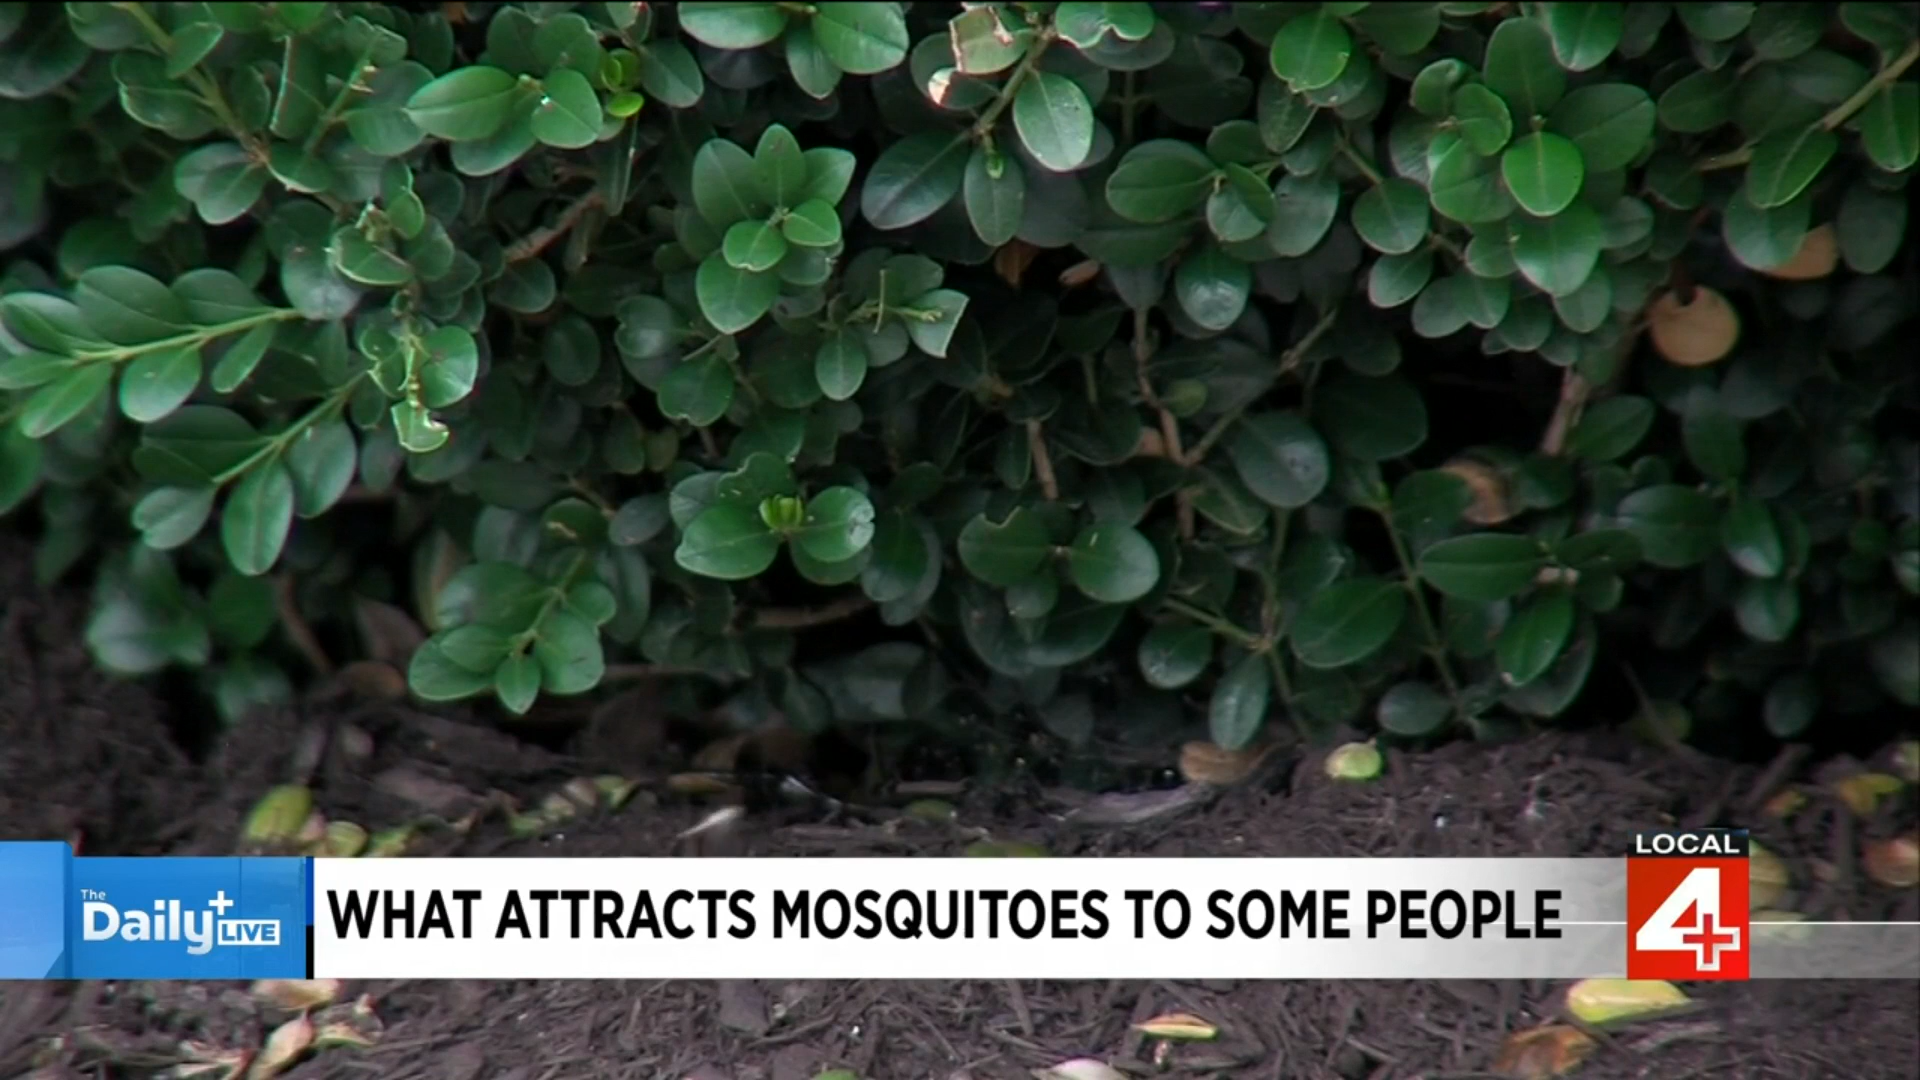 The
Daily+
LIVE
WHAT ATTRACTS MOSQUITOES TO SOME PEOPLE
LOCAL
4+